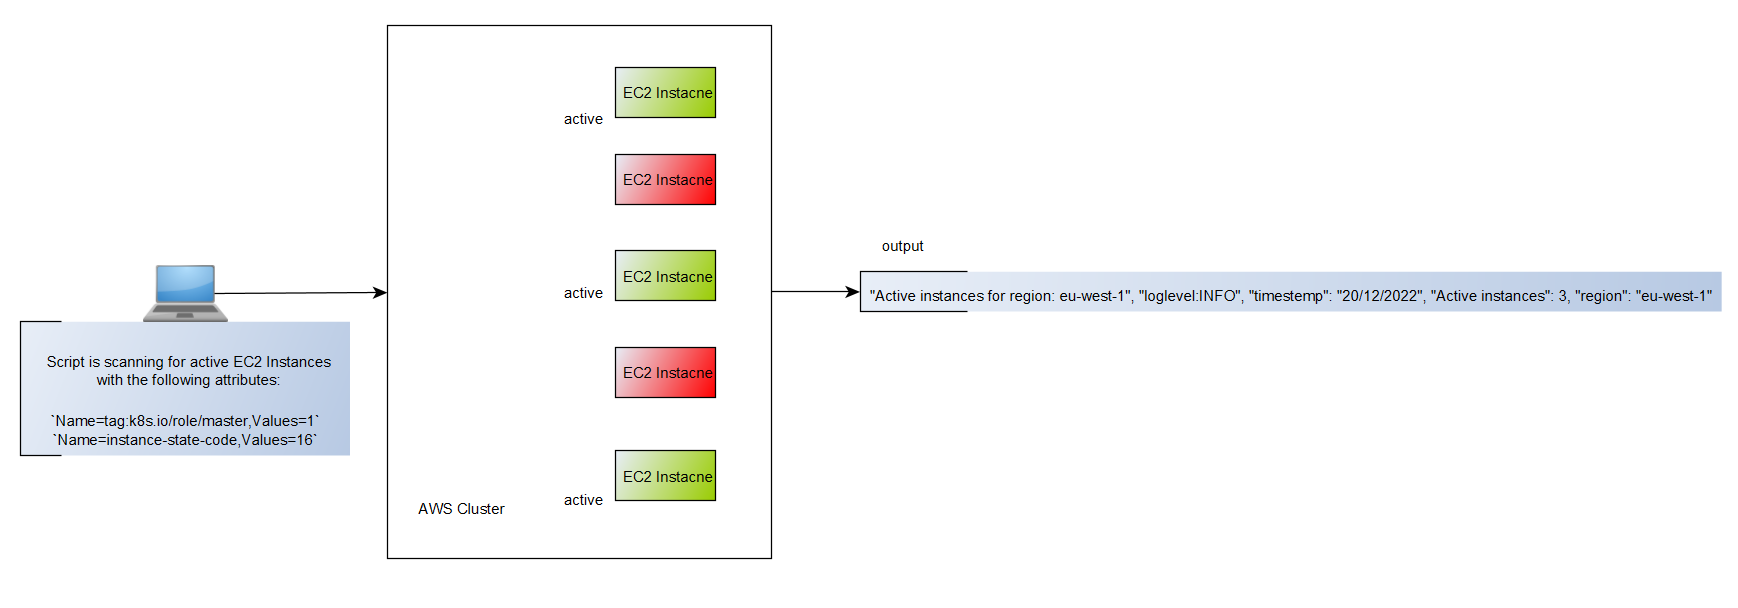 Script is scanning for active EC2 Instances
with the following attributes:
`Name=tag:k8s.io/role/master,Values=1`
`Name=instance-state-code,Values=16`
EC2 Instacne
active
EC2 Instacne
EC2 Instacne
active
EC2 Instacne
EC2 Instacne
active
AWS Cluster
output
"Active instances for region: eu-west-1", "loglevel:INFO", "timestemp": "20/12/2022", "Active instances": 3, "region": "eu-west-1"